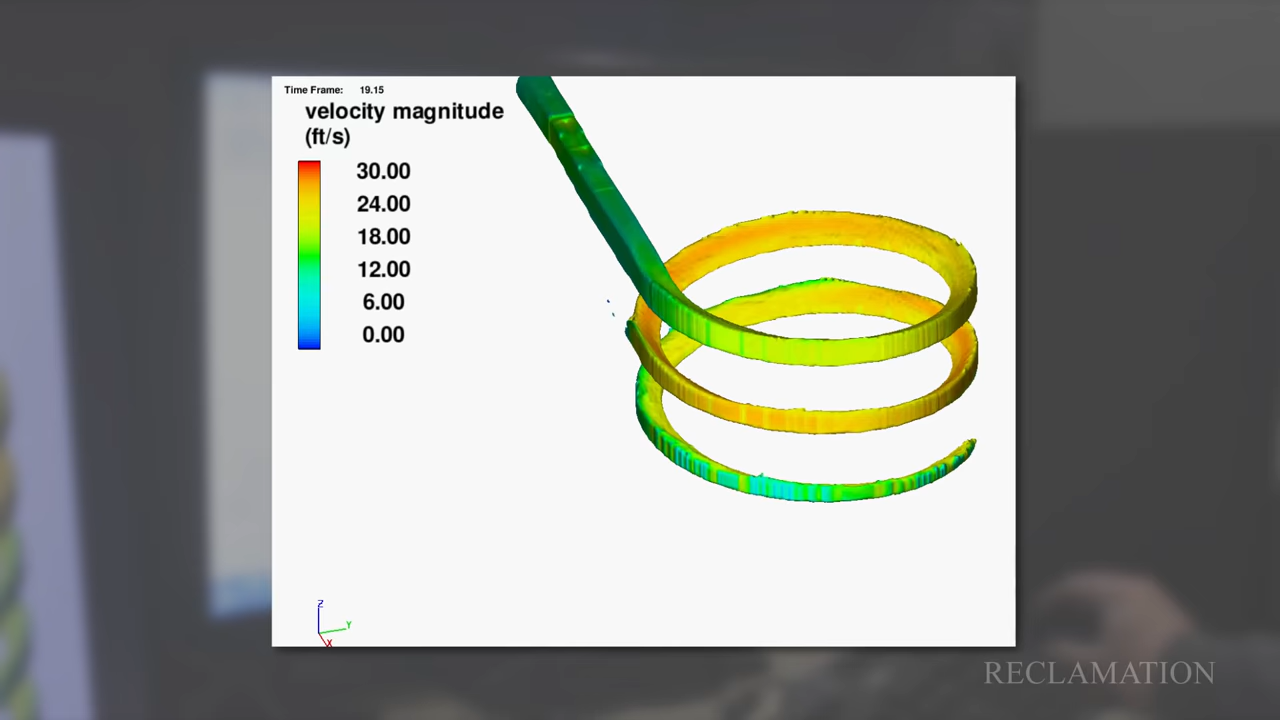 Time Frame: 19.15
velocity magnitude
(ft/s)
30.00
24.00
18.00
12.00
6.00
0.00
Z
Y
X
RECLAMATION